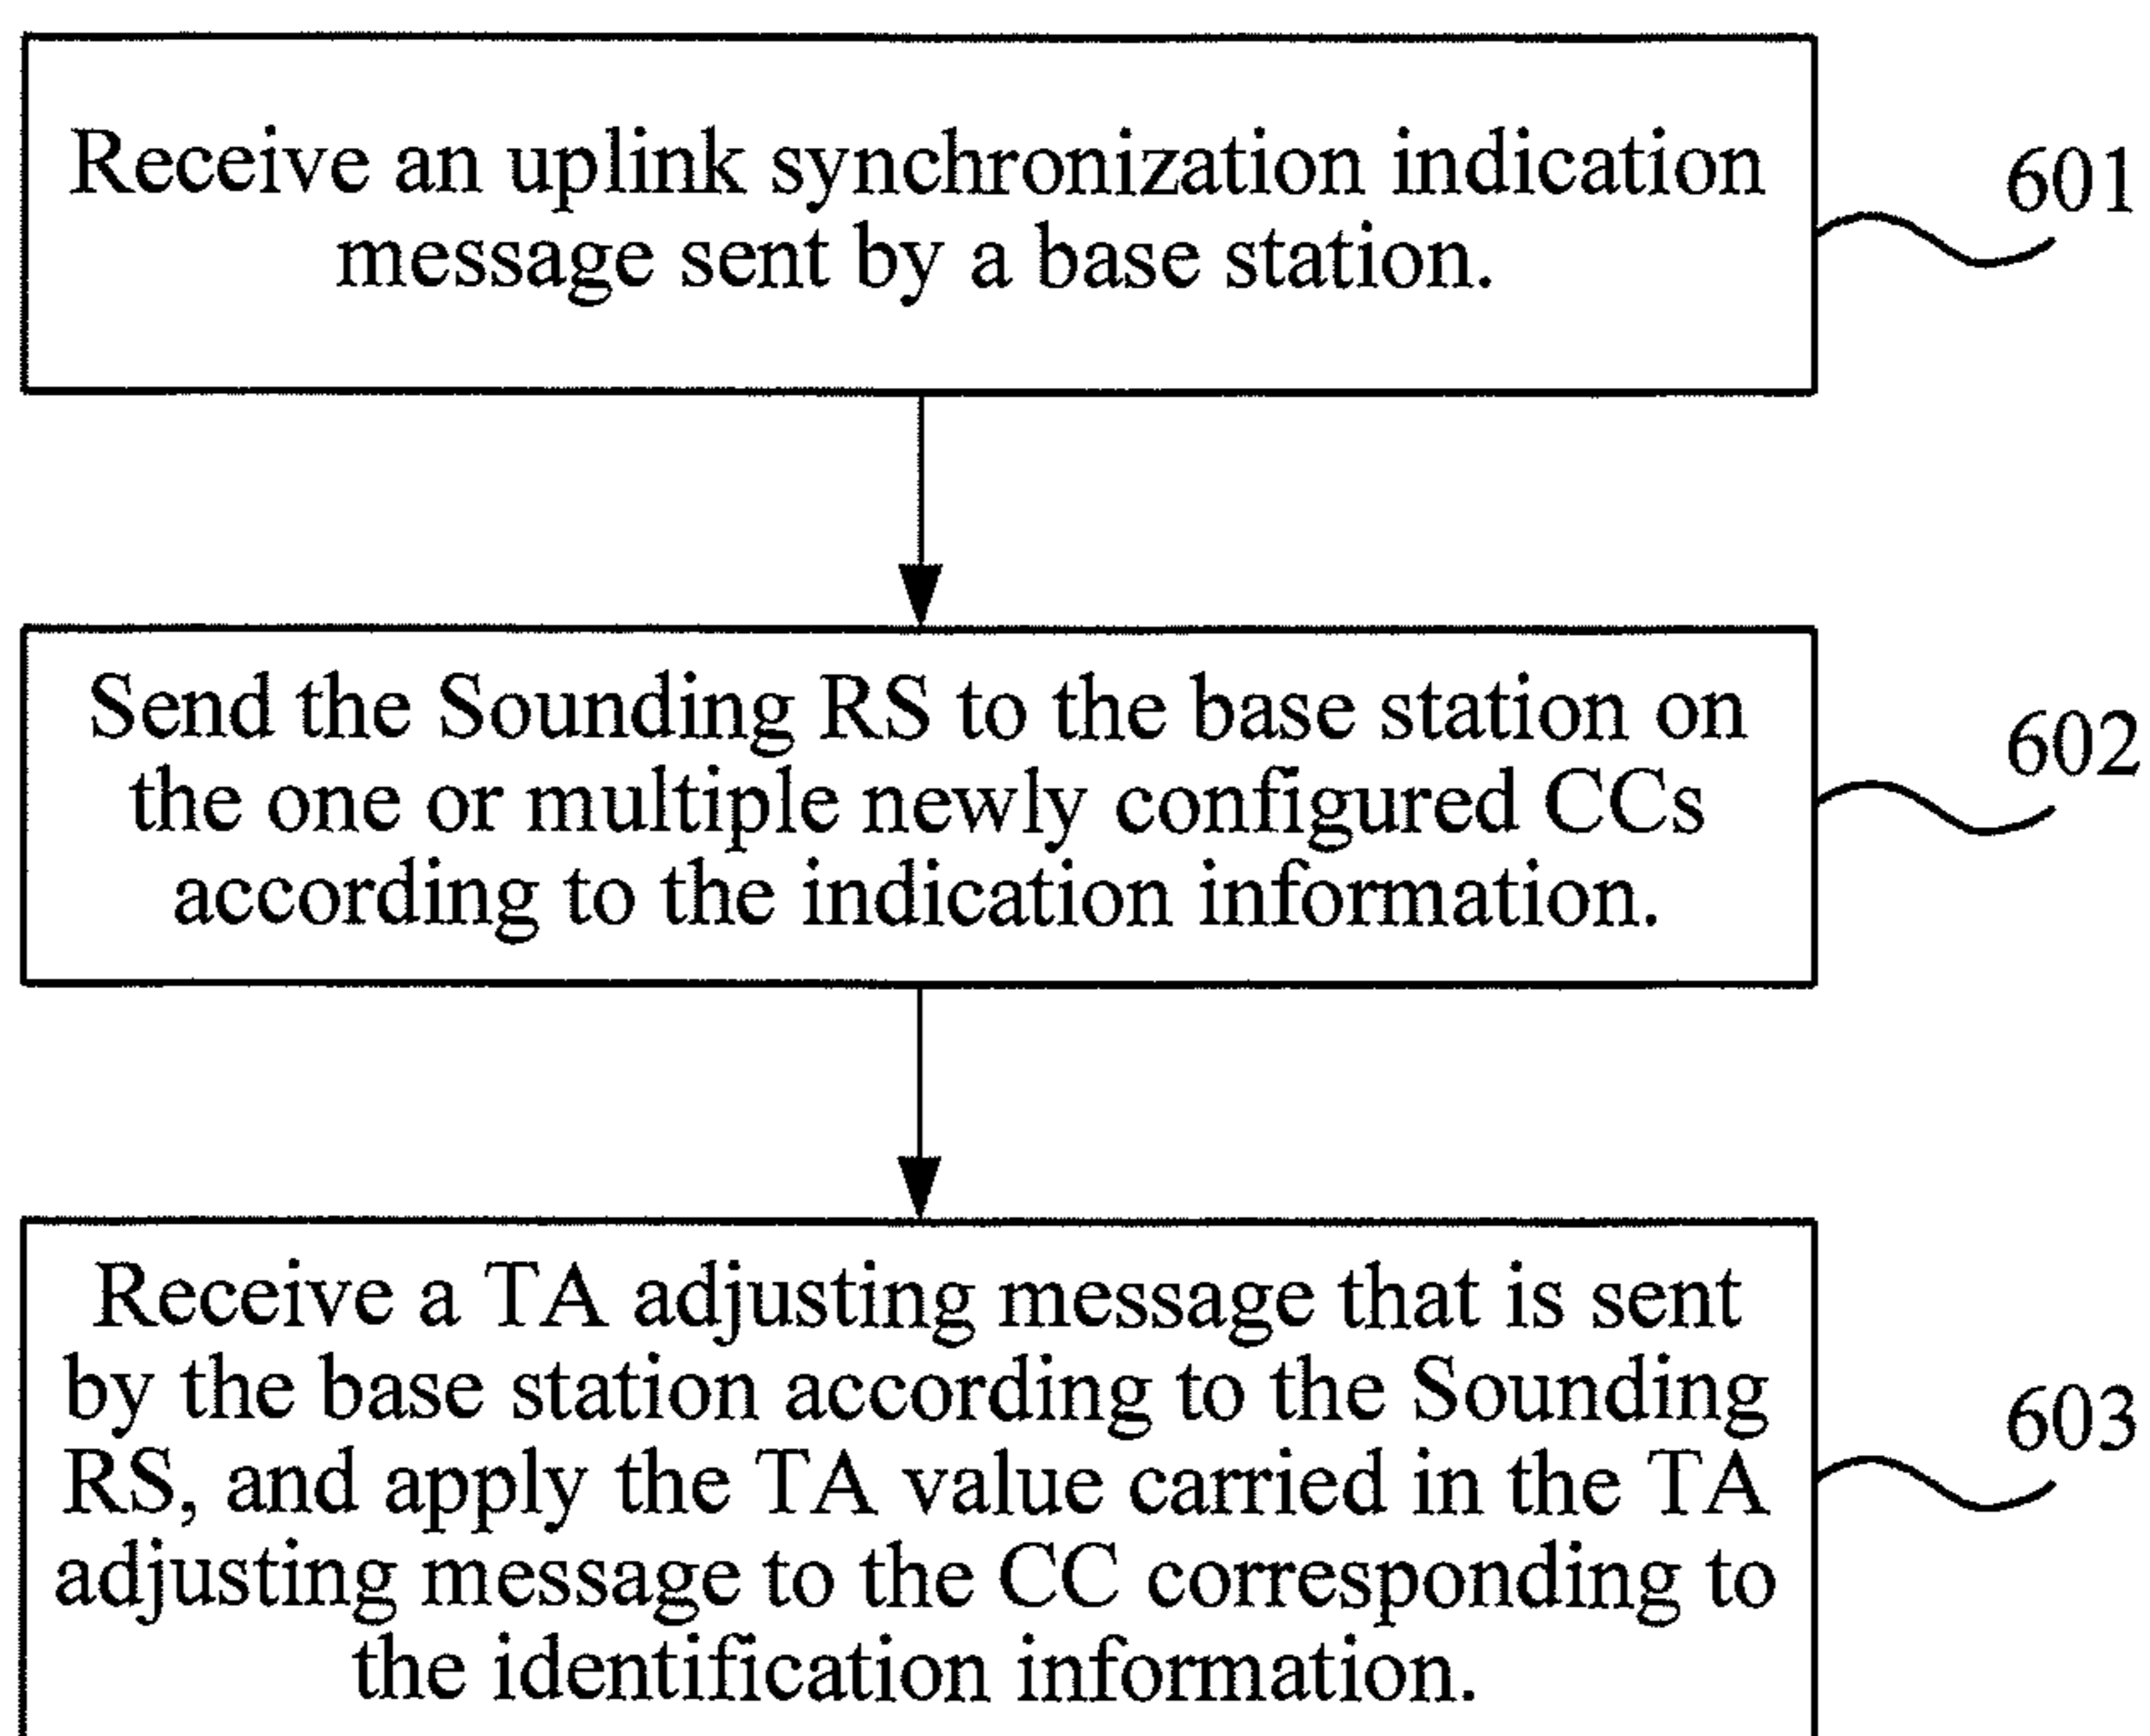 Receive an uplink synchronization indication
message sent by a base station.
601
Send the Sounding RS to the base station on
the one or multiple newly configured CCs
according to the indication information.
602
Receive a TA adjusting message that is sent
by the base station according to the Sounding
RS, and apply the TA value carried in the TA
adjusting message to the CC corresponding to
the identification information.
603